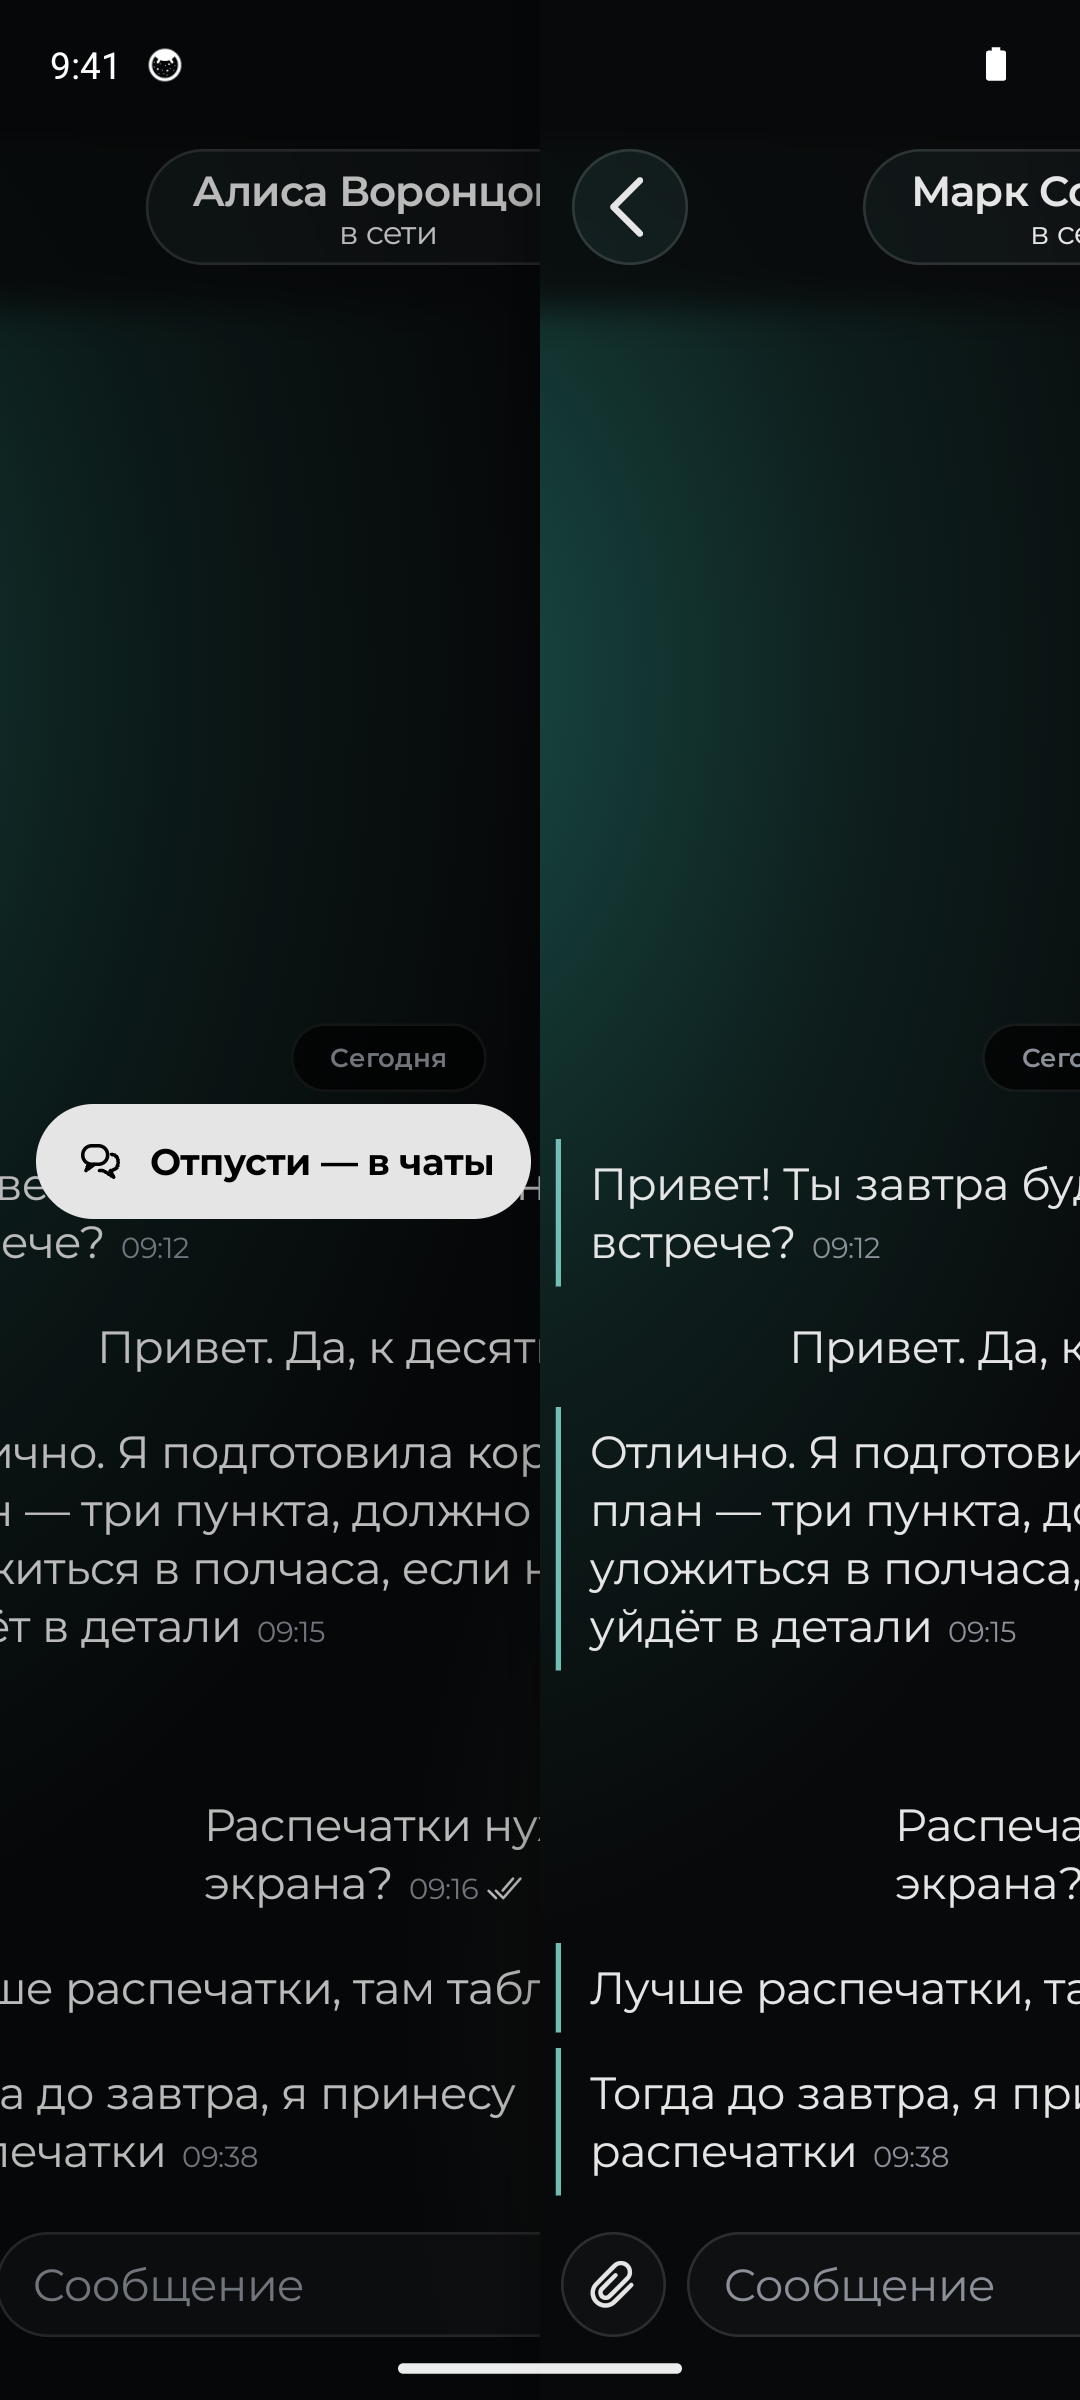 9:41
Алиса Воронцо
в сети
Сегодня
Отпусти — в чаты
ече? 09:12
Привет. Да, к десят
ично. Я подготовила кор
н — три пункта, должно
житься в полчаса, если н
ёт в детали 09:15
Распечатки ну
экрана? 09:16
ше распечатки, там табл
а до завтра, я принесу
печатки 09:38
Сообщение
Марк Со
в се
Сего
Привет! Ты завтра буд
встрече? 09:12
Привет. Да, к
Отлично. Я подготови
план — три пункта, до
уложиться в полчаса,
уйдёт в детали 09:15
Распеча
экрана?
Лучше распечатки, та
Тогда до завтра, я при
распечатки 09:38
Сообщение